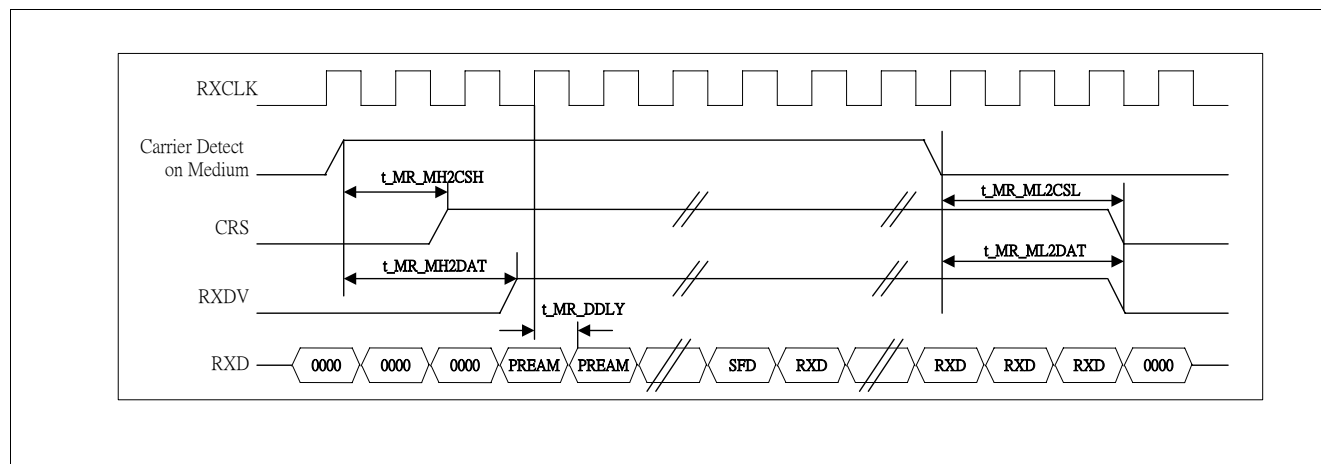 RXCLK
Carrier Detect
on Medium
t_MR_MH2CSH
t_MR_ML2CSL
CRS
t_MR_MH2DAT
t_MR_ML2DAT
RXDV
t_MR_DDLY
RXD 0000 0000 0000 PREAM PREAM SFD RXD RXD RXD RXD 0000